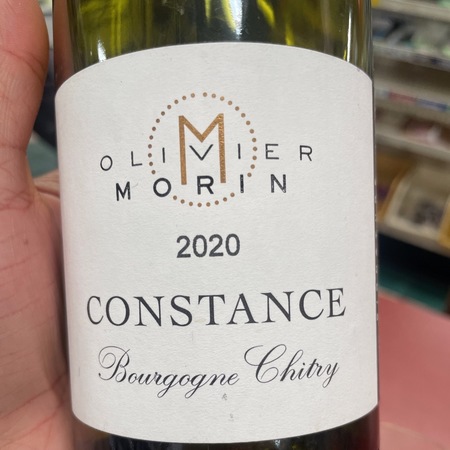 M
OLIVIER
MORIN
2020
CONSTANCE
Bourgogne Chitry